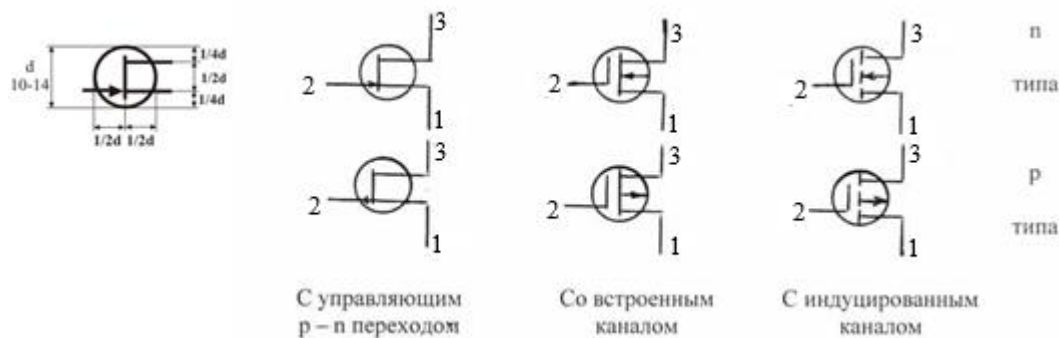 d
10-14
1/4d
1/2d
1/4d
1/2d 1/2d
3
2
1
3
2
1
3
2
1
n
типа
3
2
1
3
2
1
3
2
1
p
типа
С управляющим
p – n переходом
Со встроенным
каналом
С индуцированным
каналом